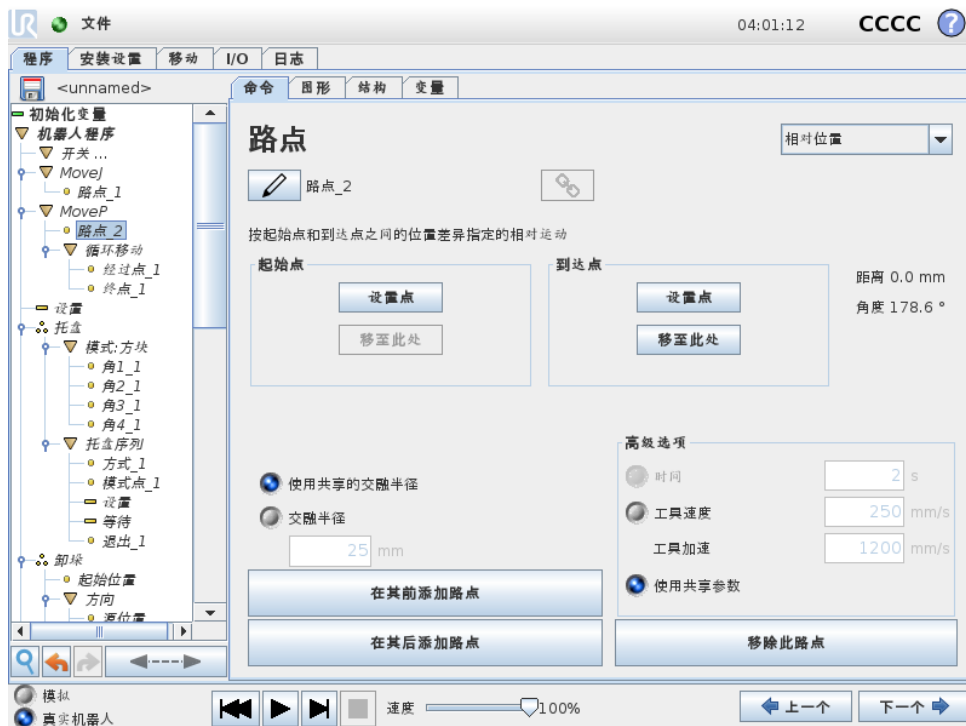 UR 文件 04:01:12 CCCC ?
程序 安装设置 移动 I/O 日志
<unnamed>
命令 图形 结构 变量
初始化变量
机器人程序
开关 ...
MoveJ
路点_1
MoveP
路点_2
循环移动
经过点_1
终点_1
设置
托盘
模式:方块
角1_1
角2_1
角3_1
角4_1
托盘序列
方式_1
模式点_1
设置
等待
退出_1
卸垛
起始位置
方向
源位置
路点
相对位置
路点_2
按起始点和到达点之间的位置差异指定的相对运动
起始点
设置点
移至此处
到达点
设置点
移至此处
距离 0.0 mm
角度 178.6 °
使用共享的交融半径
交融半径
25 mm
高级选项
时间 2 s
工具速度 250 mm/s
工具加速 1200 mm/s
使用共享参数
在其前添加路点
在其后添加路点
移除此路点
模拟
真实机器人
速度 100%
上一个
下一个